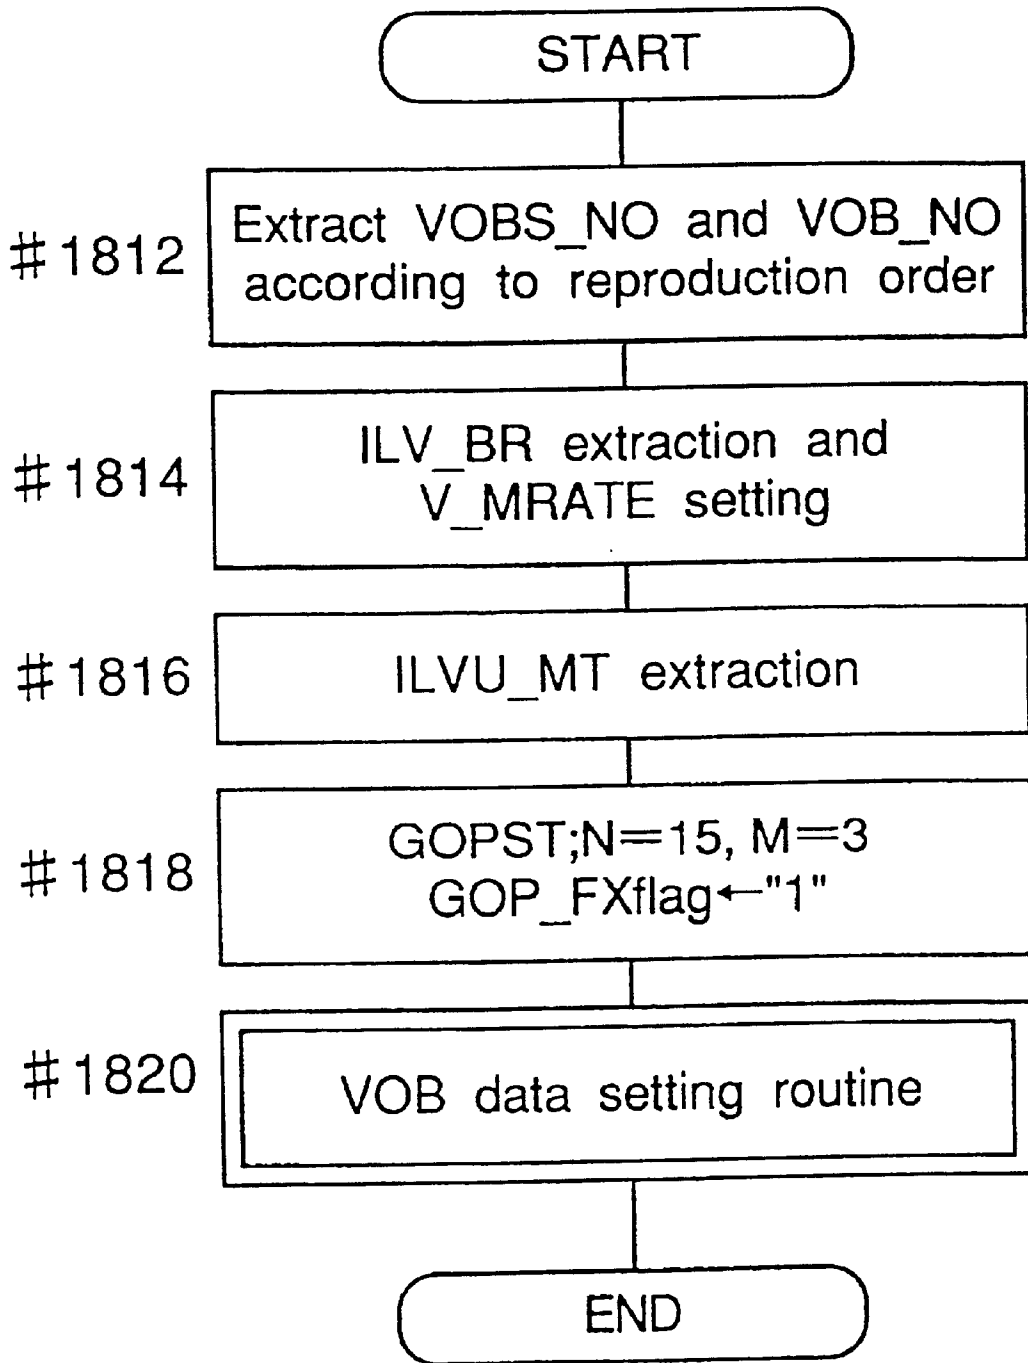 START
#1812
Extract VOBS_NO and VOB_NO
according to reproduction order
#1814
ILV_BR extraction and
V_MRATE setting
#1816
ILVU_MT extraction
#1818
GOPST;N=15, M=3
GOP_FXflag←"1"
#1820
VOB data setting routine
END